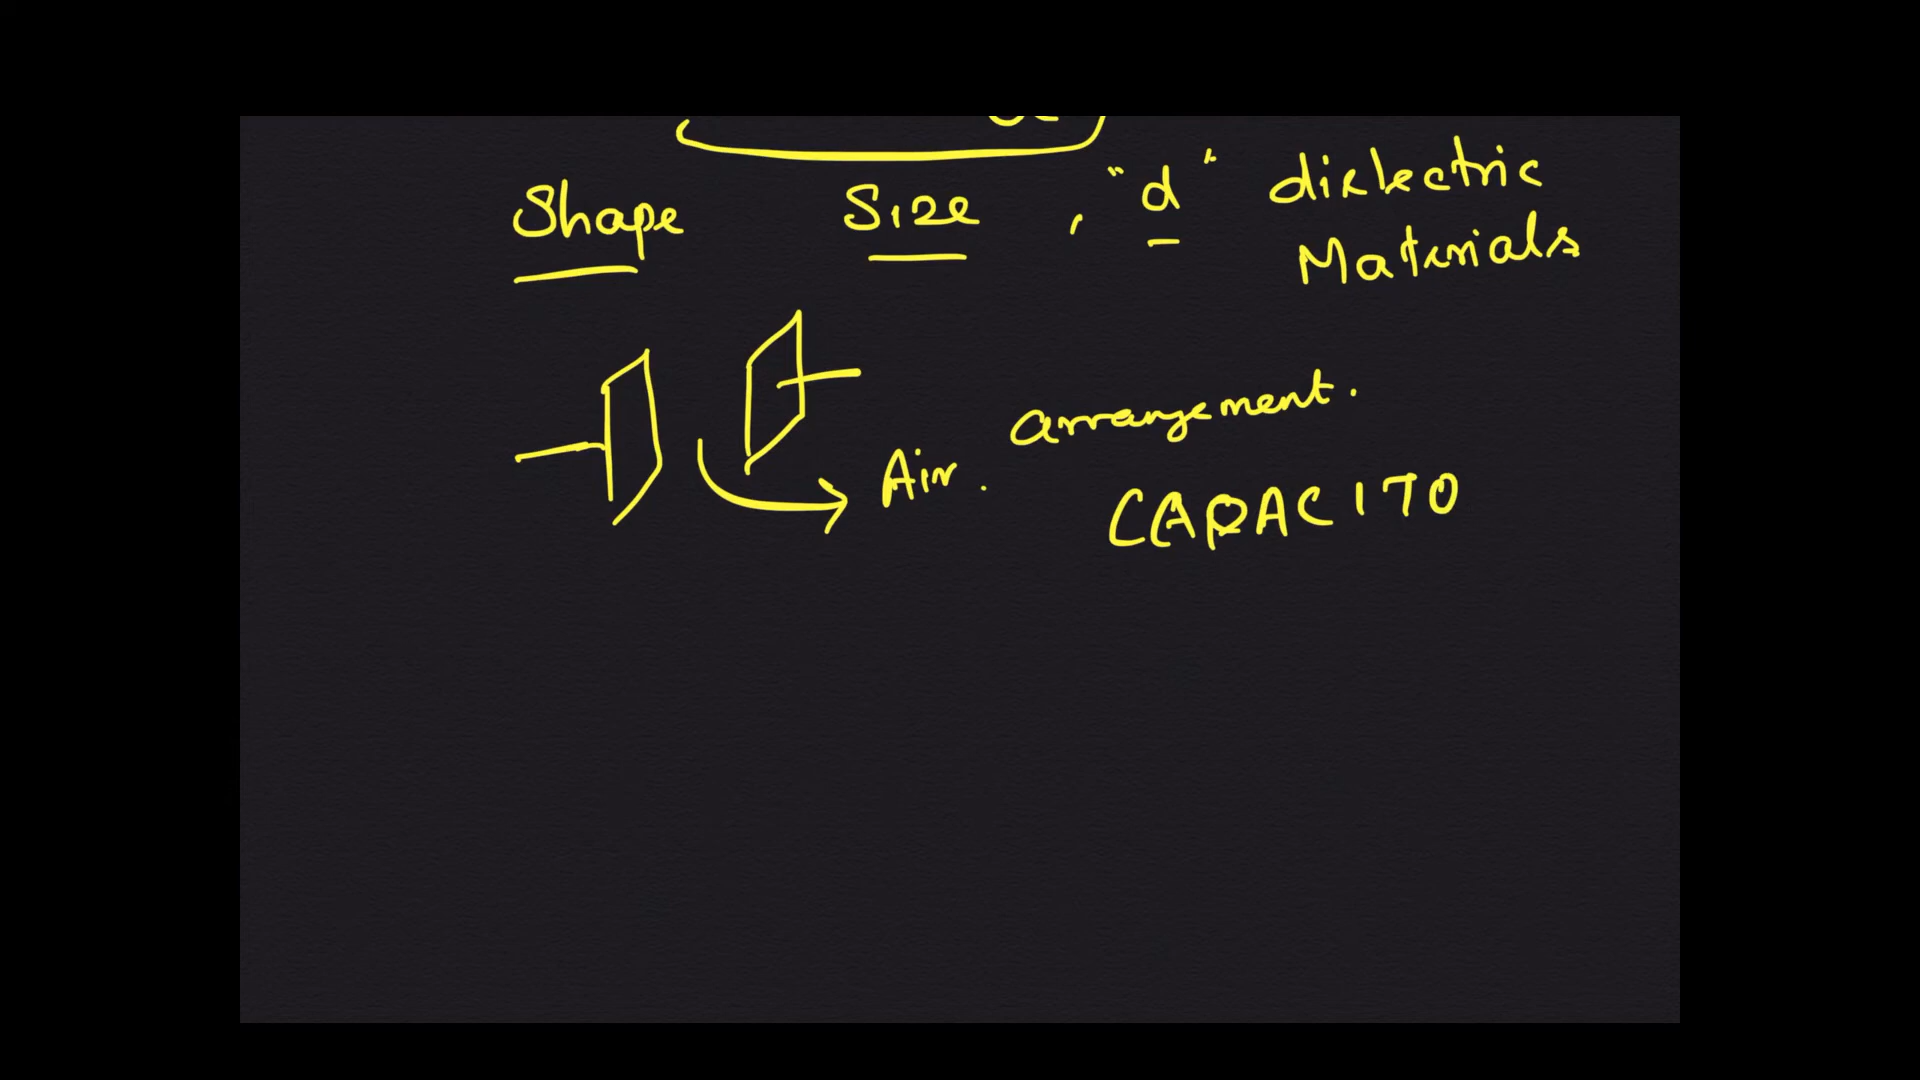 Shape Size , "d" dielectric
Materials
arrangement.
Air.
CAPACITO